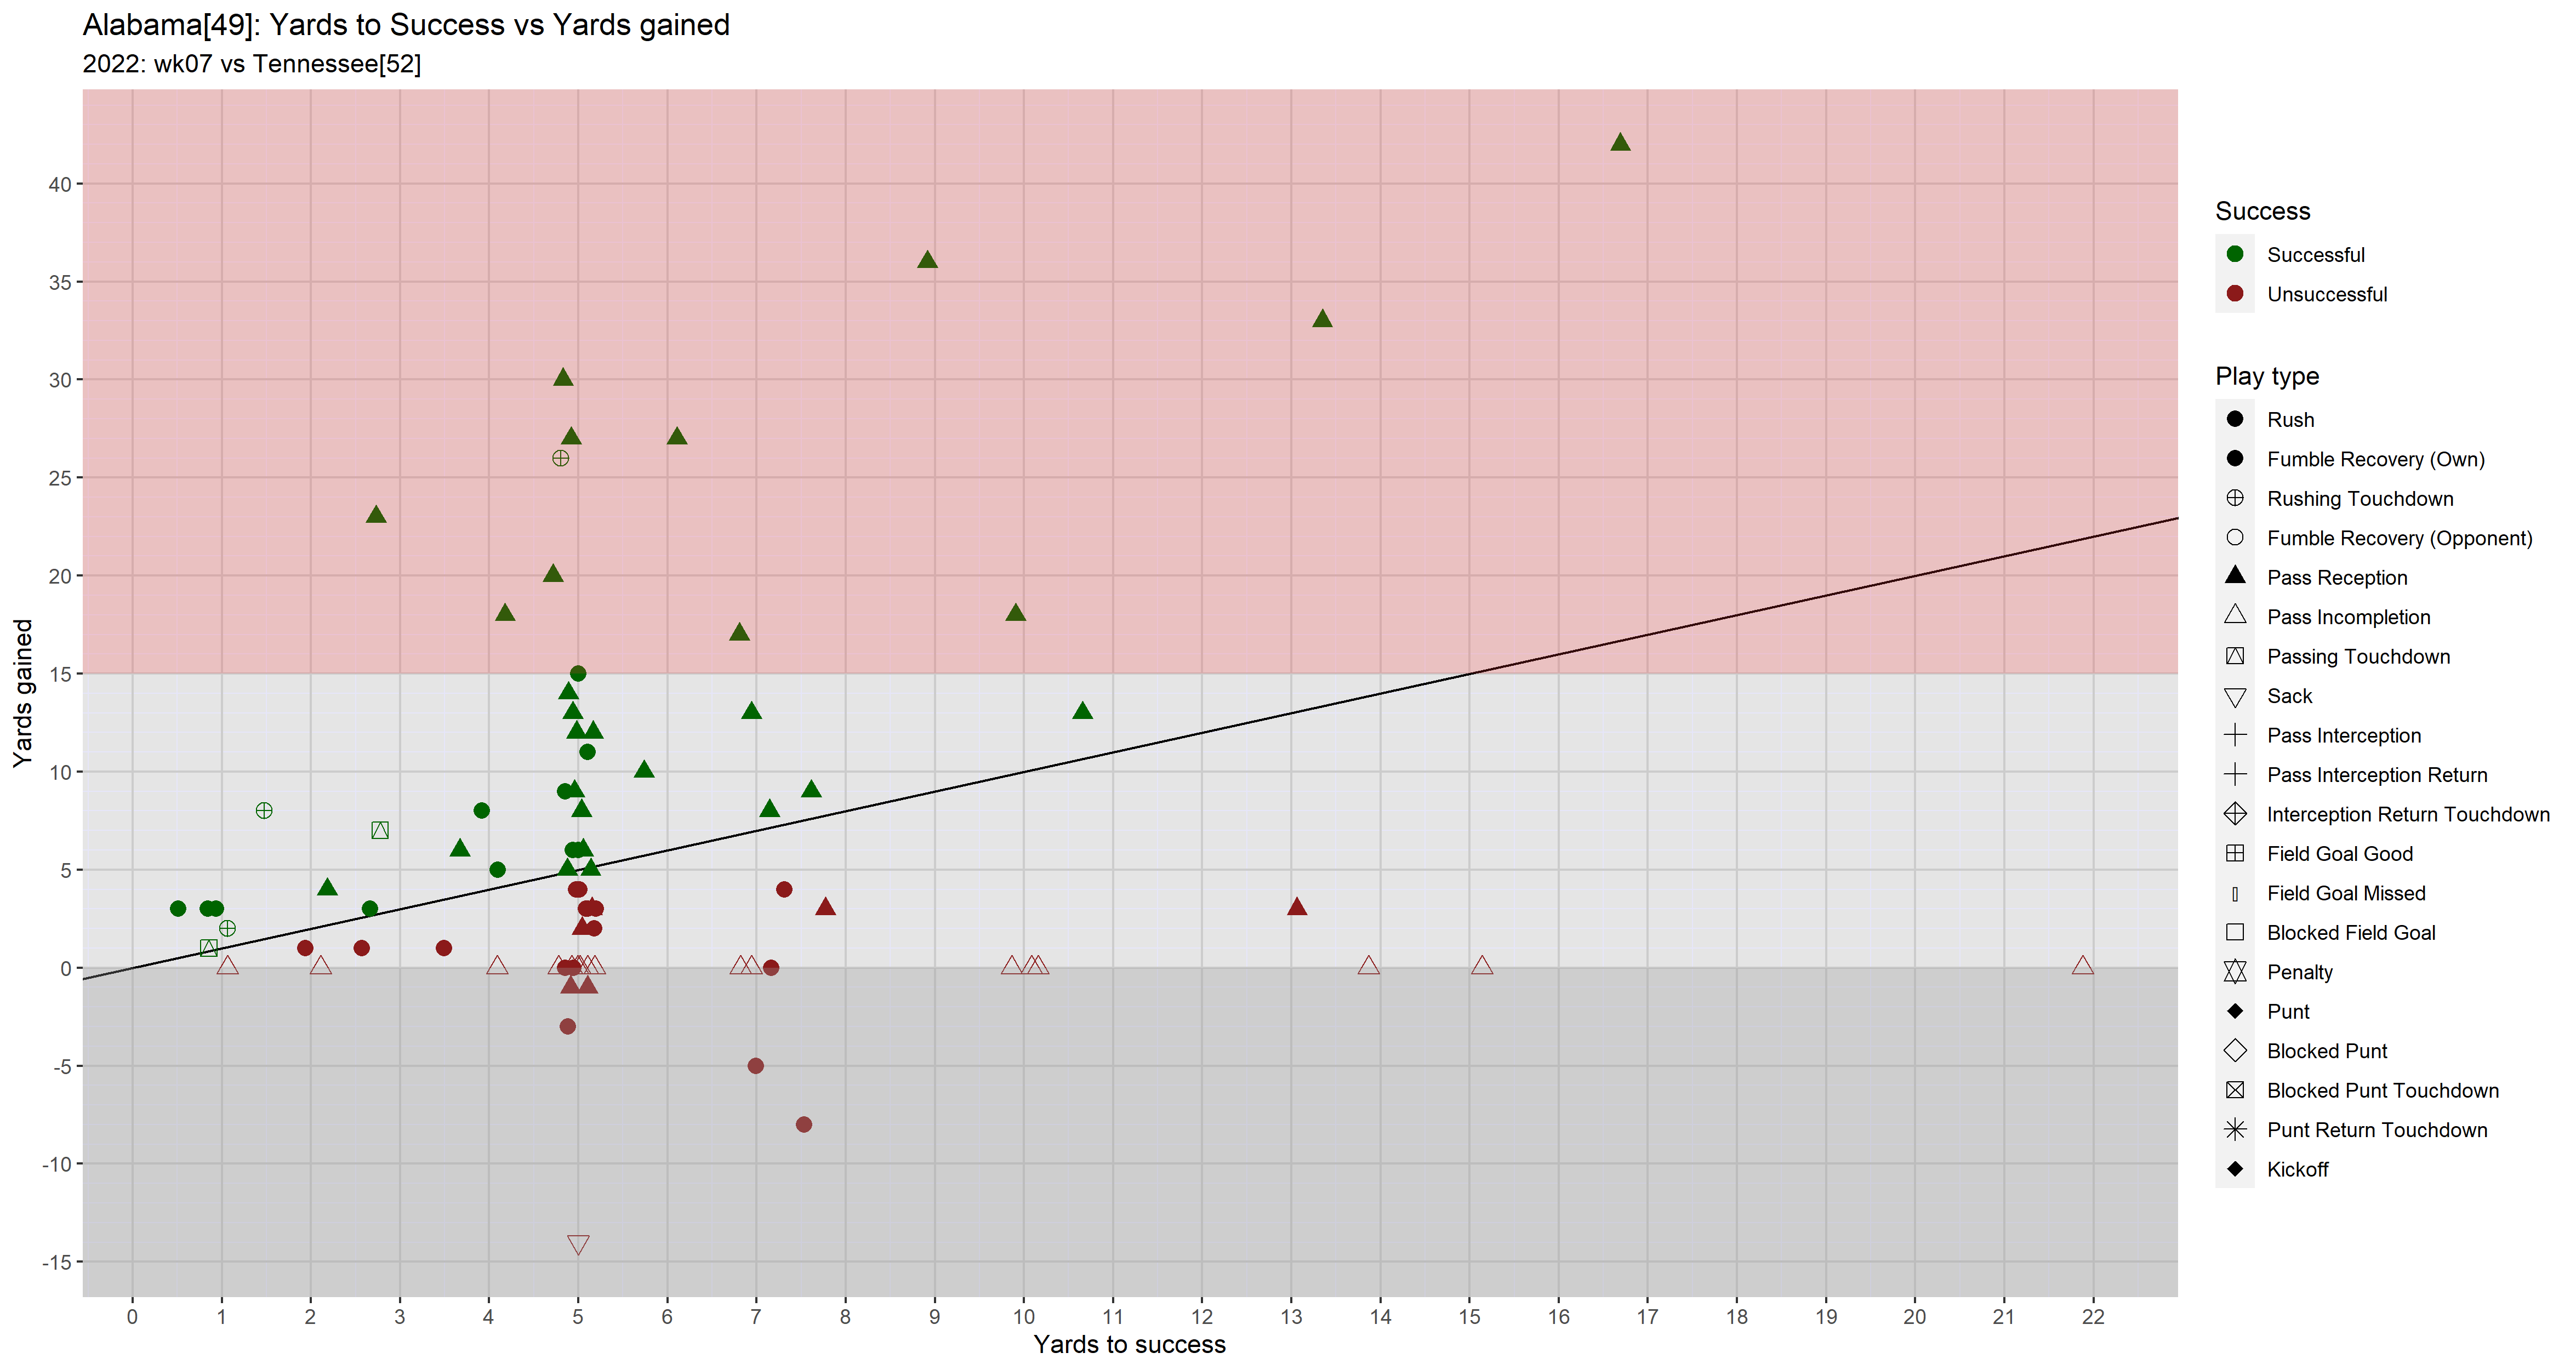 Alabama[49]: Yards to Success vs Yards gained
2022: wk07 vs Tennessee[52]
Yards gained
40
35
30
25
20
15
10
5
0
-5
-10
-15
0 1 2 3 4 5 6 7 8 9 10 11 12 13 14 15 16 17 18 19 20 21 22
Yards to success
Success
Successful
Unsuccessful
Play type
Rush
Fumble Recovery (Own)
Rushing Touchdown
Fumble Recovery (Opponent)
Pass Reception
Pass Incompletion
Passing Touchdown
Sack
Pass Interception
Pass Interception Return
Interception Return Touchdown
Field Goal Good
Field Goal Missed
Blocked Field Goal
Penalty
Punt
Blocked Punt
Blocked Punt Touchdown
Punt Return Touchdown
Kickoff